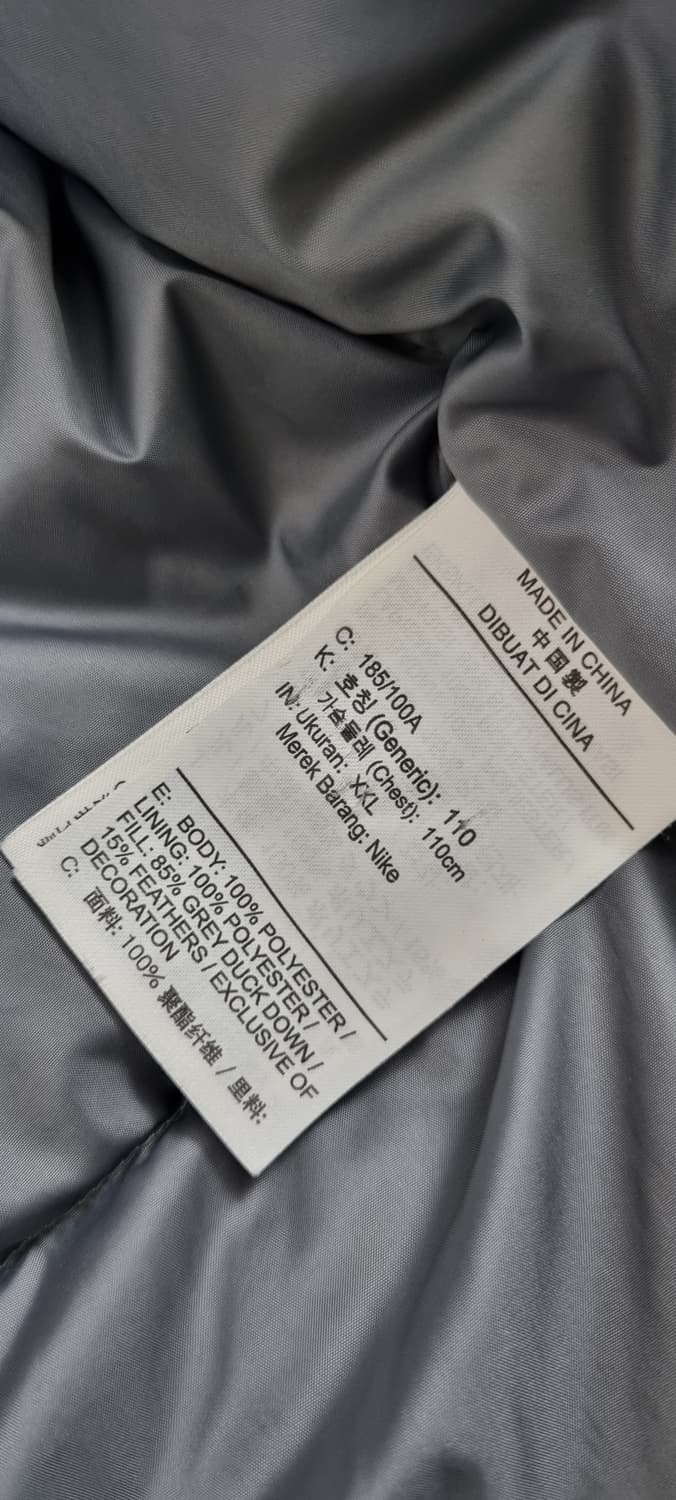 MADE IN CHINA
中国製
DIBUAT DI CINA
C: 185/100A
K: 호칭 (Generic): 110
가슴둘레 (Chest): 110cm
IN: Ukuran: XXL
Merek Barang: Nike
E: BODY: 100% POLYESTER /
LINING: 100% POLYESTER /
FILL: 85% GREY DUCK DOWN /
15% FEATHERS / EXCLUSIVE OF
DECORATION
C: 面料: 100% 聚酯纤维 / 里料: